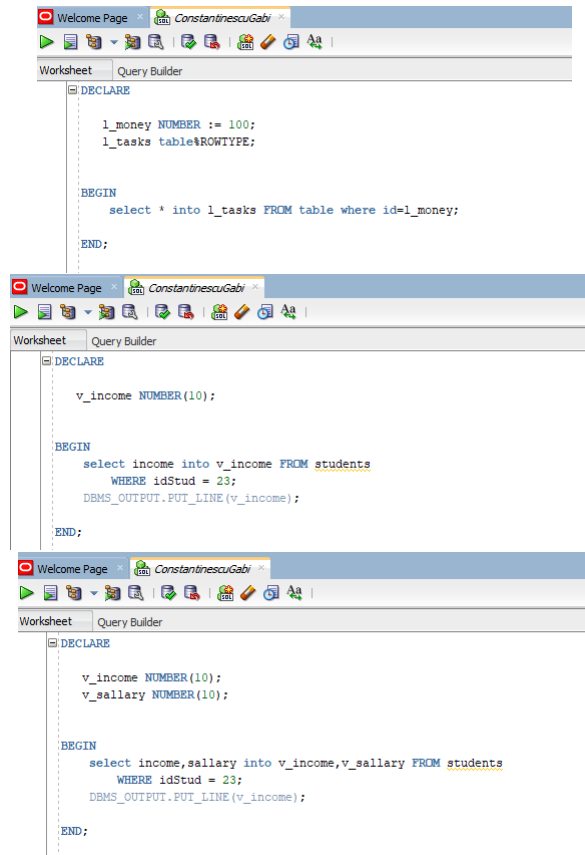 Welcome Page ConstantinescuGabi
Worksheet Query Builder
DECLARE
l_money NUMBER := 100;
l_tasks table%ROWTYPE;
BEGIN
select * into l_tasks FROM table where id=l_money;
END;
Welcome Page ConstantinescuGabi
Worksheet Query Builder
DECLARE
v_income NUMBER(10);
BEGIN
select income into v_income FROM students
WHERE idStud = 23;
DBMS_OUTPUT.PUT_LINE(v_income);
END;
Welcome Page ConstantinescuGabi
Worksheet Query Builder
DECLARE
v_income NUMBER(10);
v_sallary NUMBER(10);
BEGIN
select income,sallary into v_income,v_sallary FROM students
WHERE idStud = 23;
DBMS_OUTPUT.PUT_LINE(v_income);
END;